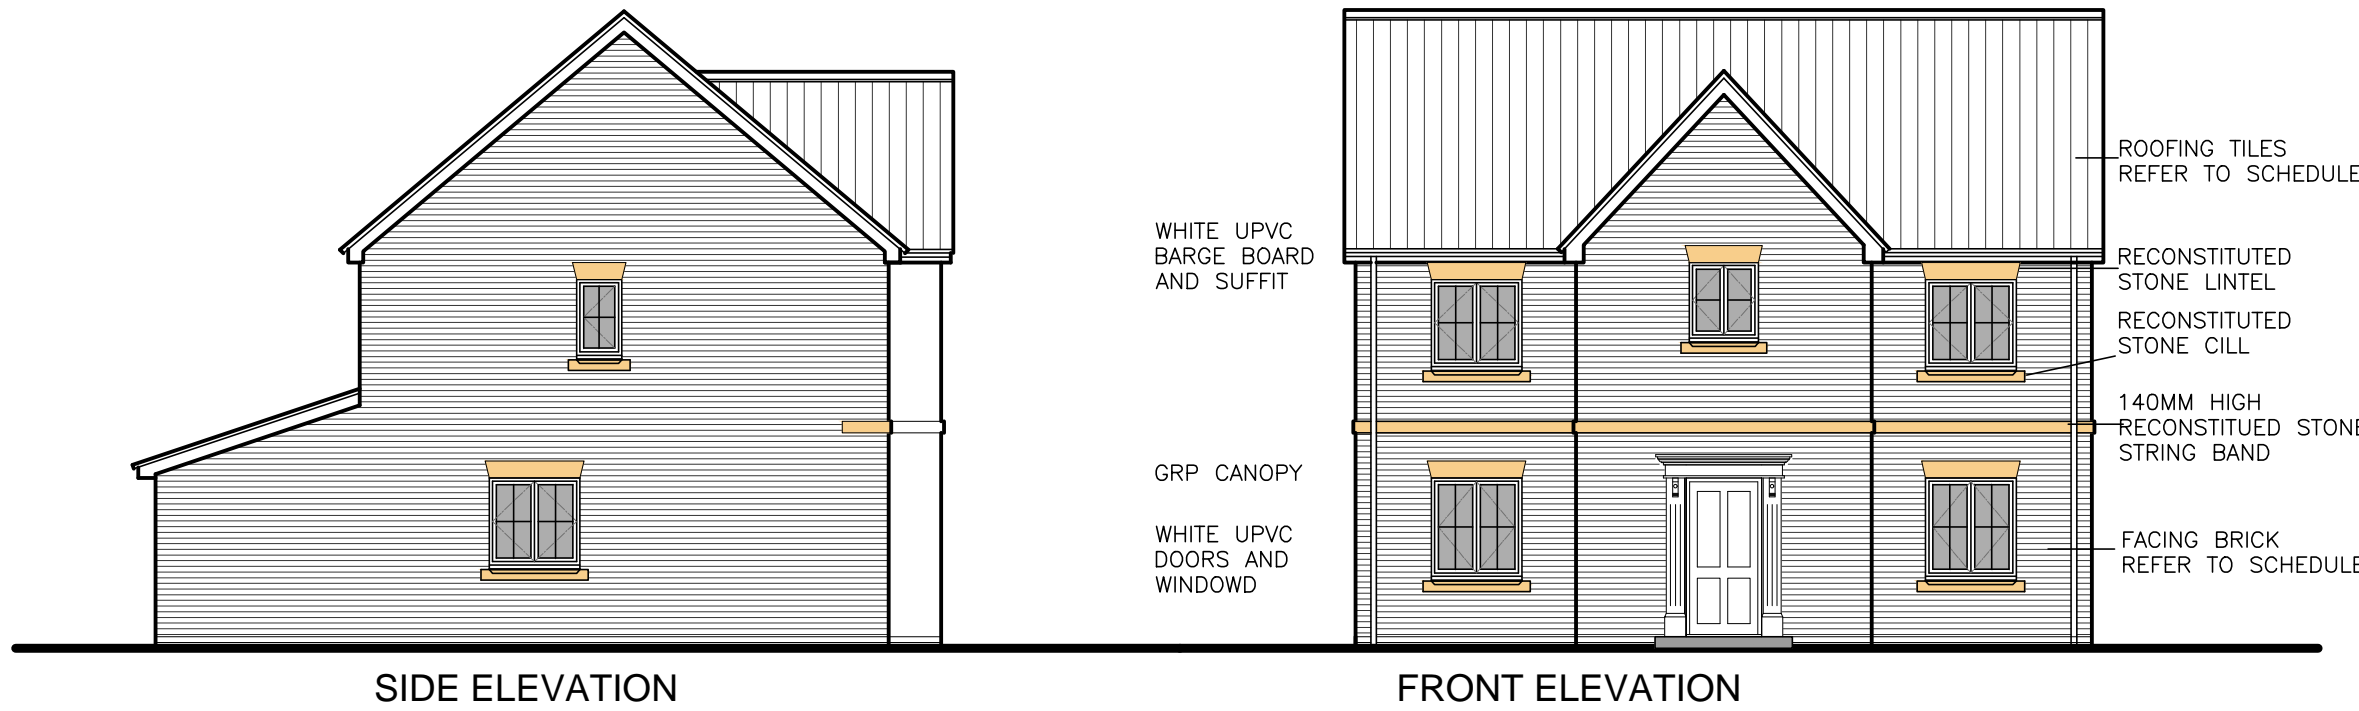 ROOFING TILES
REFER TO SCHEDULE
WHITE UPVC
BARGE BOARD
AND SUFFIT
RECONSTITUTED
STONE LINTEL
RECONSTITUTED
STONE CILL
140MM HIGH
RECONSTITUED STONE
STRING BAND
GRP CANOPY
WHITE UPVC
DOORS AND
WINDOWD
FACING BRICK
REFER TO SCHEDULE
SIDE ELEVATION
FRONT ELEVATION